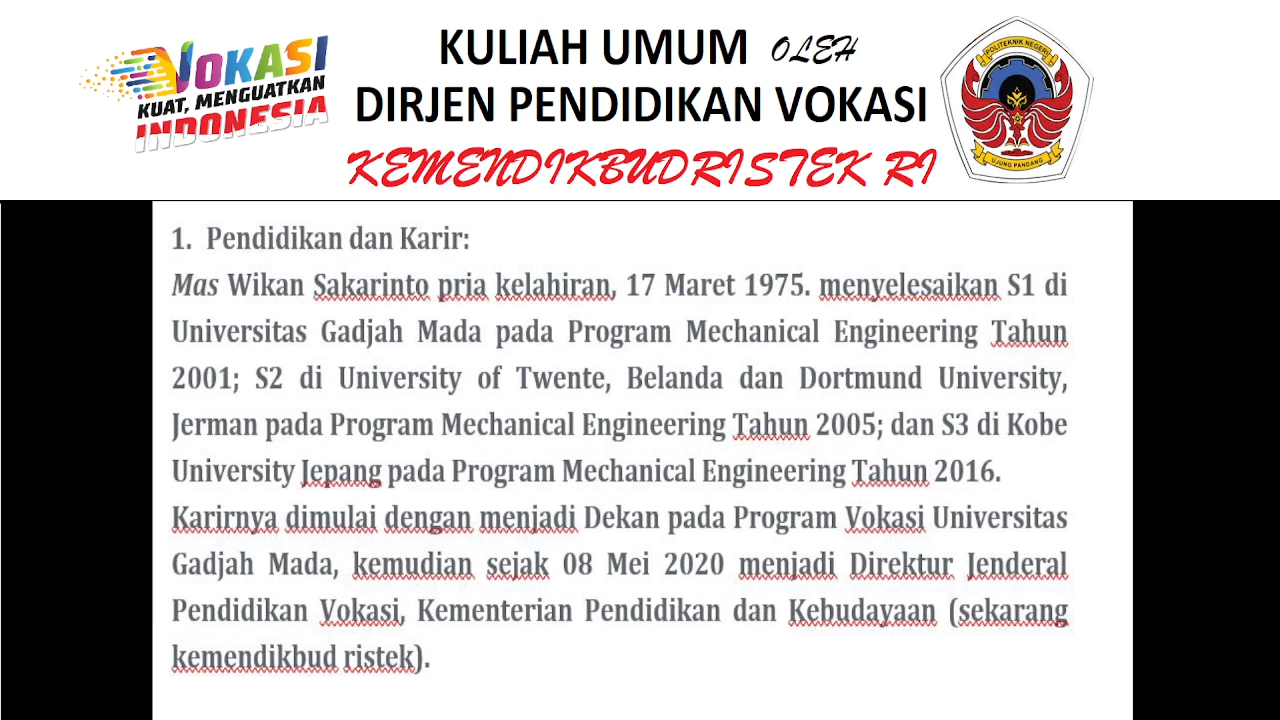 VOKASI
KUAT, MENGUATKAN
INDONESIA
KULIAH UMUM OLEH
DIRJEN PENDIDIKAN VOKASI
KEMENDIKBUDRISTEK RI
POLITEKNIK NEGERI
UJUNG PANDANG
1. Pendidikan dan Karir:
Mas Wikan Sakarinto pria kelahiran, 17 Maret 1975. menyelesaikan S1 di
Universitas Gadjah Mada pada Program Mechanical Engineering Tahun
2001; S2 di University of Twente, Belanda dan Dortmund University,
Jerman pada Program Mechanical Engineering Tahun 2005; dan S3 di Kobe
University Jepang pada Program Mechanical Engineering Tahun 2016.
Karirnya dimulai dengan menjadi Dekan pada Program Vokasi Universitas
Gadjah Mada, kemudian sejak 08 Mei 2020 menjadi Direktur Jenderal
Pendidikan Vokasi, Kementerian Pendidikan dan Kebudayaan (sekarang
kemendikbud ristek).